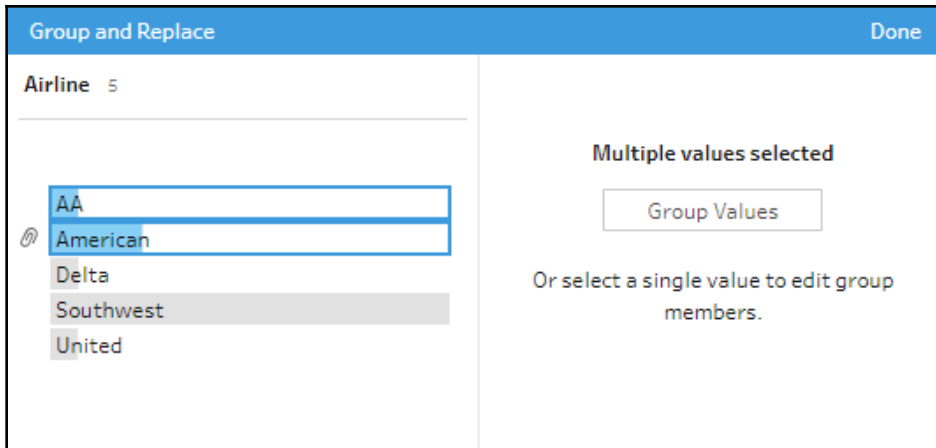 Group and Replace
Done
Airline 5
AA
American
Delta
Southwest
United
Multiple values selected
Group Values
Or select a single value to edit group
members.